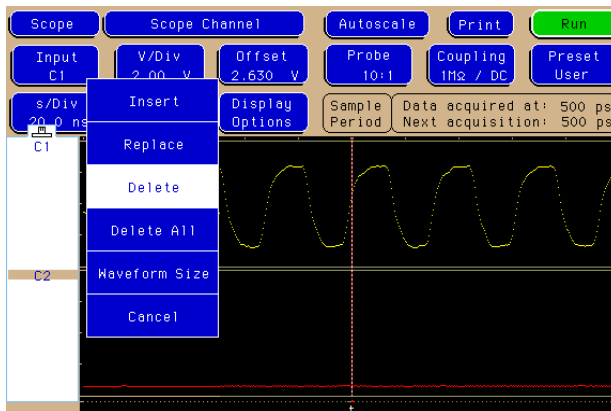 Scope Scope Channel Autoscale Print Run
Input V/Div Offset Probe Coupling Preset
C1 2.00 V 2.630 V 10:1 1MΩ / DC User
s/Div Insert Display Sample Data acquired at: 500 ps
20.0 ns Options Period Next acquisition: 500 ps
C1 Replace
Delete
Delete All
C2 Waveform Size
Cancel
t